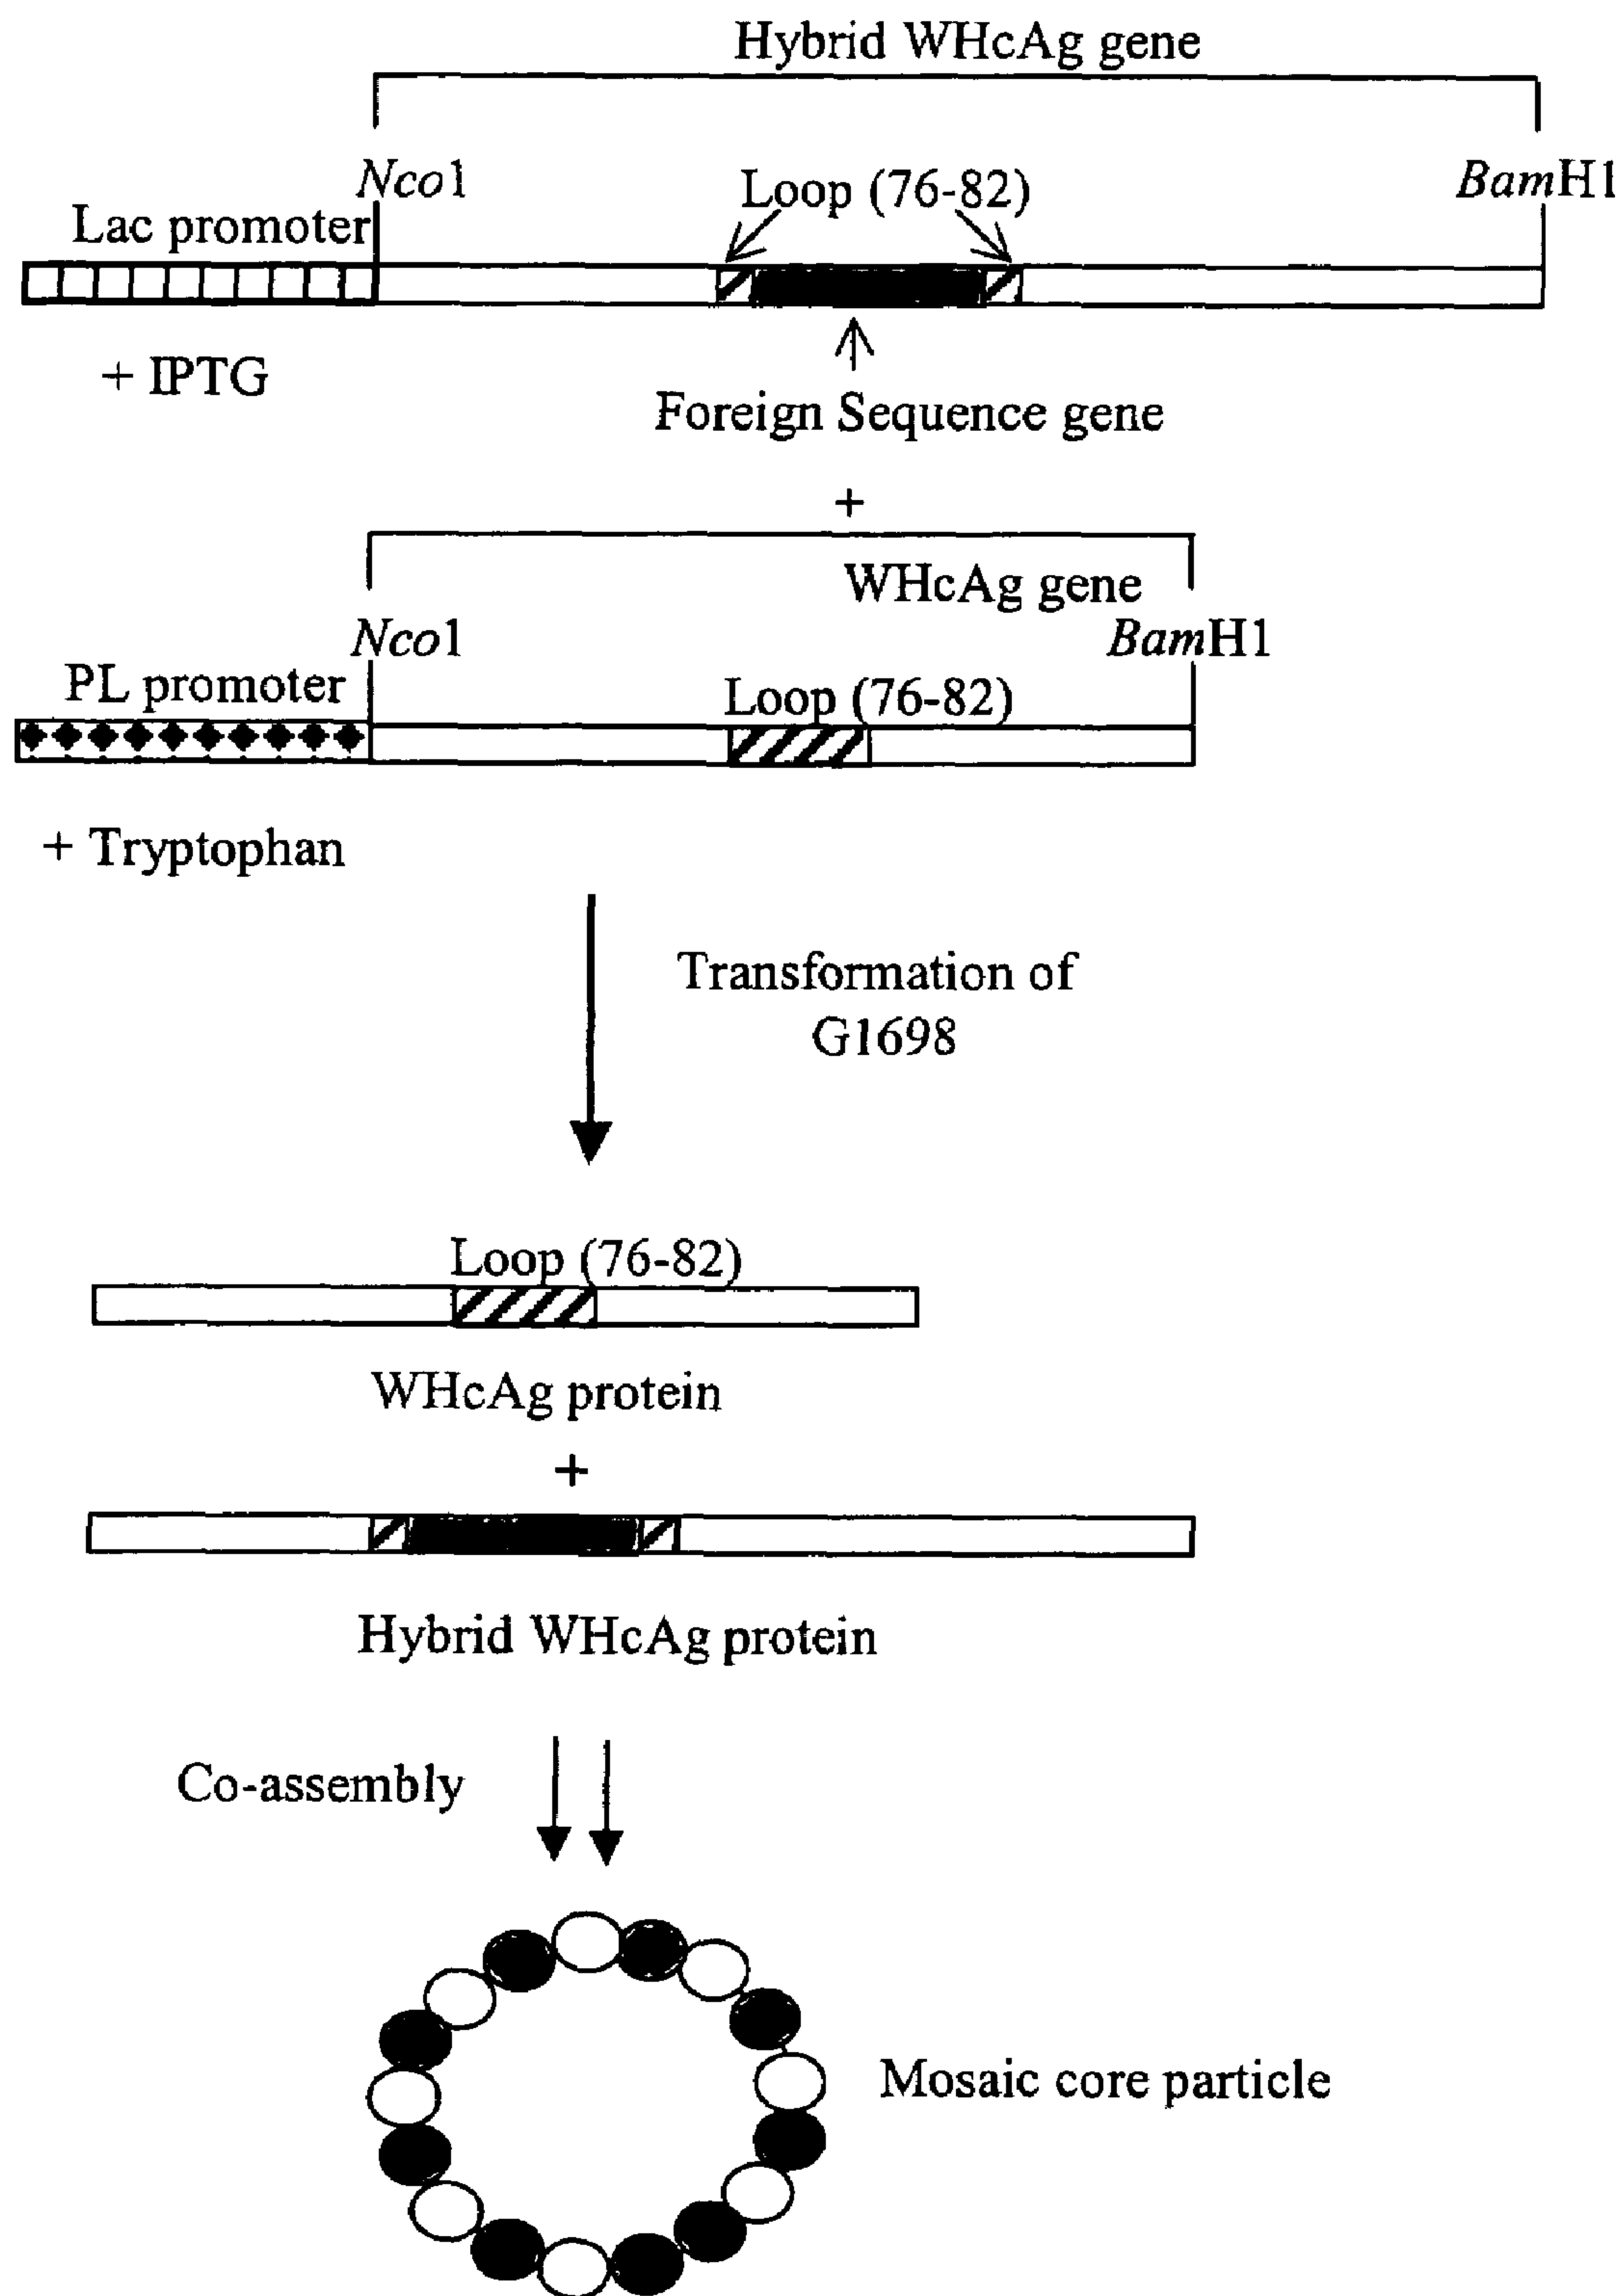 Hybrid WHcAg gene
Nco1
Loop (76-82)
BamH1
Lac promoter
+ IPTG
Foreign Sequence gene
+
WHcAg gene
Nco1
BamH1
PL promoter
Loop (76-82)
+ Tryptophan
Transformation of
G1698
Loop (76-82)
WHcAg protein
+
Hybrid WHcAg protein
Co-assembly
Mosaic core particle